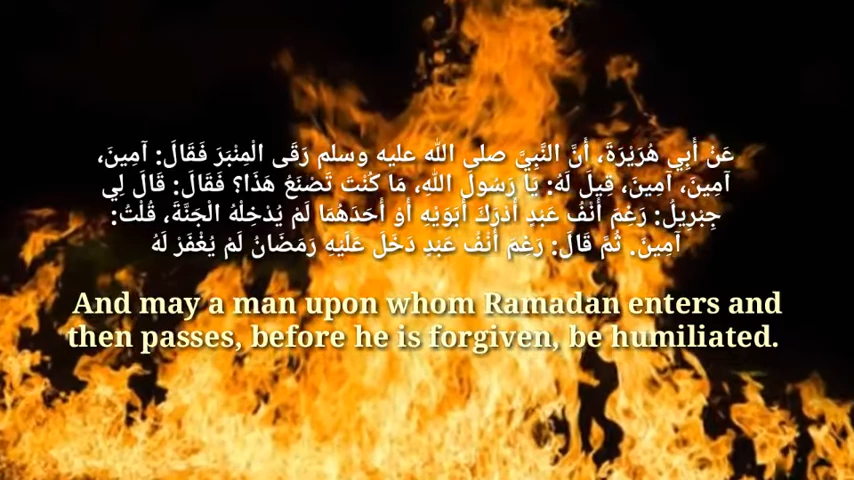 عَنْ أَبِي هُرَيْرَةَ، أَنَّ النَّبِيَّ صلى الله عليه وسلم رَقَى الْمِنْبَرَ فَقَالَ: آمِينَ،
آمِينَ، آمِينَ، قِيلَ لَهُ: يَا رَسُولَ اللهِ، مَا كُنْتَ تَصْنَعُ هَذَا؟ فَقَالَ: قَالَ لِي
جِبْرِيلُ: رَغِمَ أَنْفُ عَبْدٍ أَدْرَكَ أَبَوَيْهِ أَوْ أَحَدَهُمَا لَمْ يُدْخِلْهُ الْجَنَّةَ، قُلْتُ:
آمِينَ. ثُمَّ قَالَ: رَغِمَ أَنْفُ عَبْدٍ دَخَلَ عَلَيْهِ رَمَضَانُ لَمْ يُغْفَرْ لَهُ
And may a man upon whom Ramadan enters and
then passes, before he is forgiven, be humiliated.